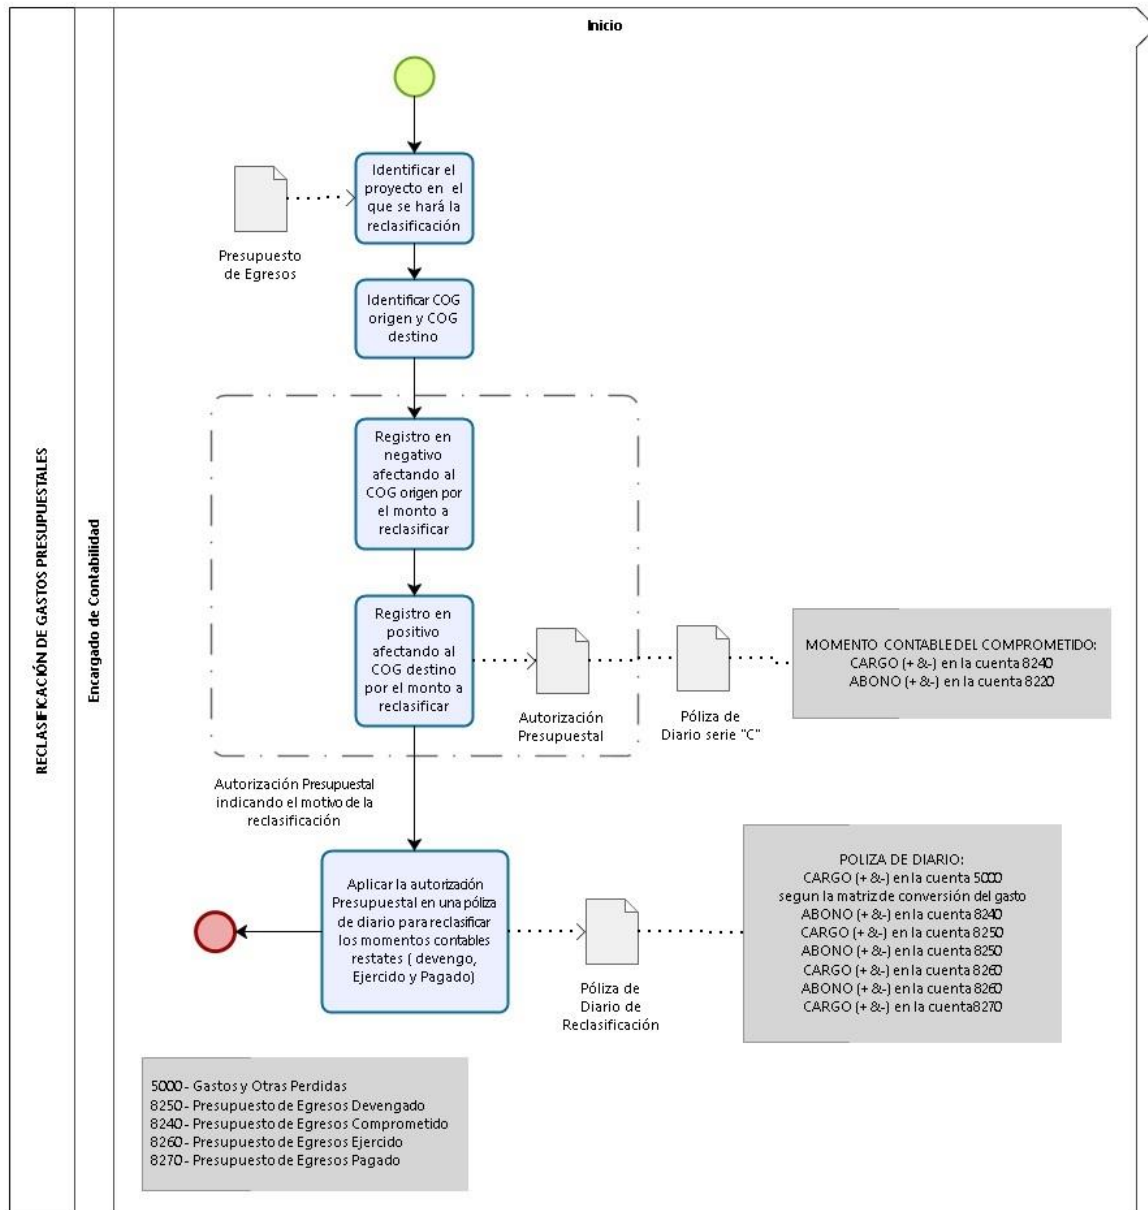 RECLASIFICACIÓN DE GASTOS PRESUPUESTALES
Encargado de Contabilidad
Inicio
Identificar el
proyecto en el
que se hará la
reclasificación
Presupuesto
de Egresos
Identificar COG
origen y COG
destino
Registro en
negativo
afectando al
COG origen por
el monto a
reclasificar
Registro en
positivo
afectando al
COG destino
por el monto a
reclasificar
Autorización
Presupuestal
Póliza de
Diario serie "C"
MOMENTO CONTABLE DEL COMPROMETIDO:
CARGO (+ &-) en la cuenta 8240
ABONO (+ &-) en la cuenta 8220
Autorización Presupuestal
indicando el motivo de la
reclasificación
Aplicar la autorización
Presupuestal en una póliza
de diario para reclasificar
los momentos contables
restates ( devengo,
Ejercido y Pagado)
Póliza de
Diario de
Reclasificación
POLIZA DE DIARIO:
CARGO (+ &-) en la cuenta 5000
segun la matriz de conversión del gasto
ABONO (+ &-) en la cuenta 8240
CARGO (+ &-) en la cuenta 8250
ABONO (+ &-) en la cuenta 8250
CARGO (+ &-) en la cuenta 8260
ABONO (+ &-) en la cuenta 8260
CARGO (+ &-) en la cuenta8270
5000- Gastos y Otras Perdidas
8250- Presupuesto de Egresos Devengado
8240- Presupuesto de Egresos Comprometido
8260- Presupuesto de Egresos Ejercido
8270- Presupuesto de Egresos Pagado